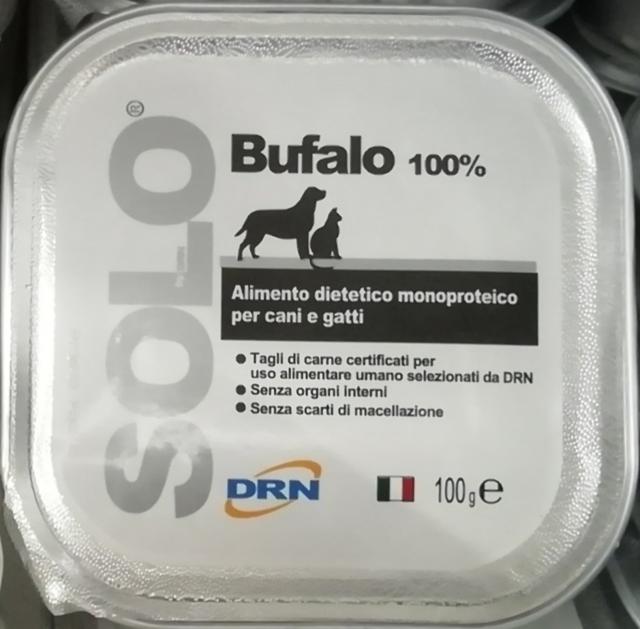 SOLO®
Bufalo 100%
Alimento dietetico monoproteico
per cani e gatti
● Tagli di carne certificati per
uso alimentare umano selezionati da DRN
● Senza organi interni
● Senza scarti di macellazione
DRN
100g℮